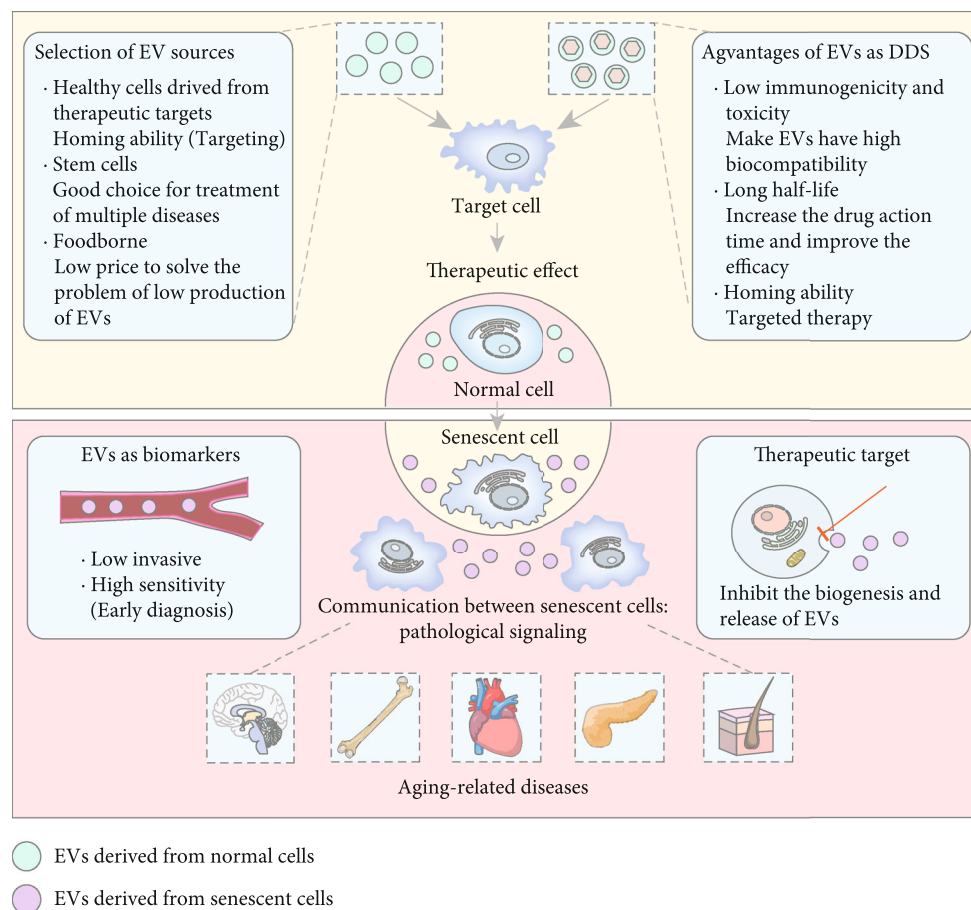 Selection of EV sources
· Healthy cells drived from
therapeutic targets
Homing ability (Targeting)
· Stem cells
Good choice for treatment
of multiple diseases
· Foodborne
Low price to solve the
problem of low production
of EVs
Agvantages of EVs as DDS
· Low immunogenicity and
toxicity
Make EVs have high
biocompatibility
· Long half-life
Increase the drug action
time and improve the
efficacy
· Homing ability
Targeted therapy
Target cell
Therapeutic effect
Normal cell
Senescent cell
EVs as biomarkers
· Low invasive
· High sensitivity
(Early diagnosis)
Therapeutic target
Inhibit the biogenesis and
release of EVs
Communication between senescent cells:
pathological signaling
Aging-related diseases
EVs derived from normal cells
EVs derived from senescent cells